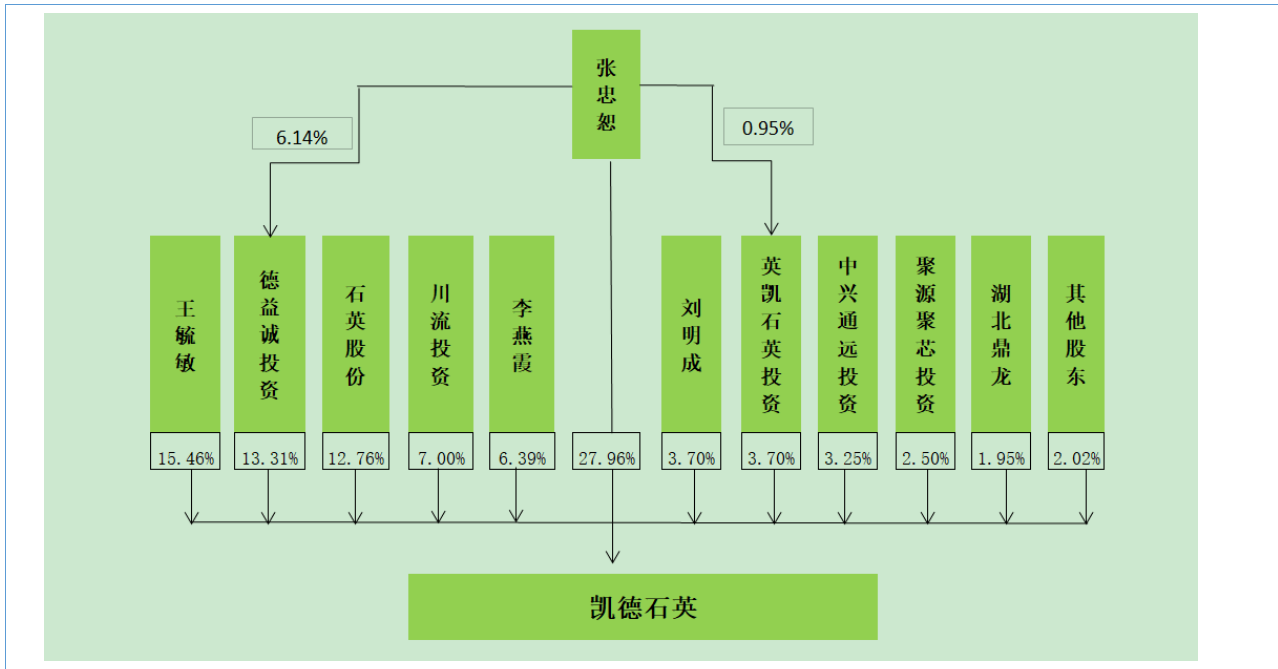 张忠恕
6.14%
0.95%
王毓敏
德益诚投资
石英股份
川流投资
李燕霞
刘明成
英凯石英投资
中兴通远投资
聚源聚芯投资
湖北鼎龙
其他股东
15.46%
13.31%
12.76%
7.00%
6.39%
27.96%
3.70%
3.70%
3.25%
2.50%
1.95%
2.02%
凯德石英